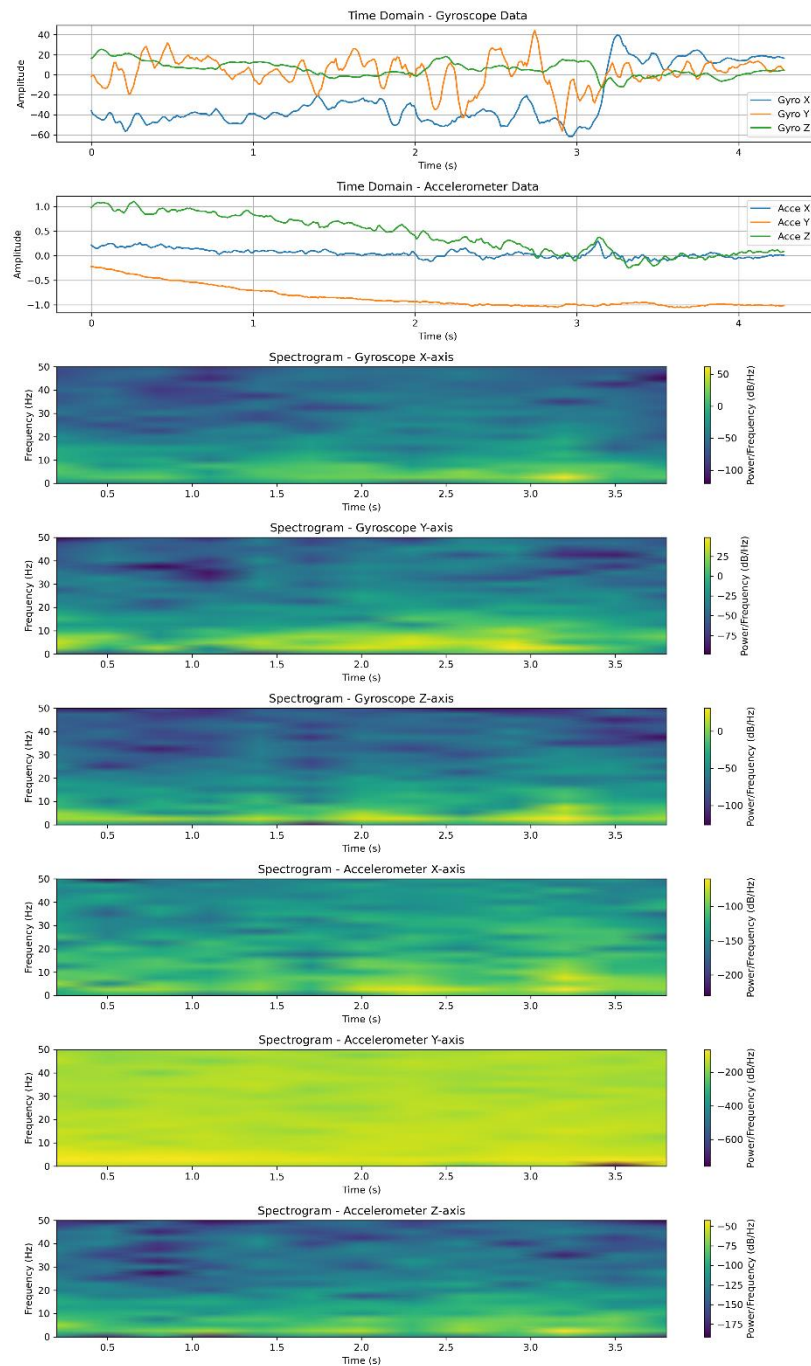 Time Domain - Gyroscope Data
40
20
0
−20
−40
−60
Amplitude
Gyro X
Gyro Y
Gyro Z
0 1 2 3 4
Time (s)
Time Domain - Accelerometer Data
1.0
0.5
0.0
−0.5
−1.0
Amplitude
Acce X
Acce Y
Acce Z
0 1 2 3 4
Time (s)
Spectrogram - Gyroscope X-axis
50
40
30
20
10
0
Frequency (Hz)
0.5 1.0 1.5 2.0 2.5 3.0 3.5
Time (s)
50
0
−50
−100
Power/Frequency (dB/Hz)
Spectrogram - Gyroscope Y-axis
50
40
30
20
10
0
Frequency (Hz)
0.5 1.0 1.5 2.0 2.5 3.0 3.5
Time (s)
25
0
−25
−50
−75
Power/Frequency (dB/Hz)
Spectrogram - Gyroscope Z-axis
50
40
30
20
10
0
Frequency (Hz)
0.5 1.0 1.5 2.0 2.5 3.0 3.5
Time (s)
0
−50
−100
Power/Frequency (dB/Hz)
Spectrogram - Accelerometer X-axis
50
40
30
20
10
0
Frequency (Hz)
0.5 1.0 1.5 2.0 2.5 3.0 3.5
Time (s)
−100
−150
−200
Power/Frequency (dB/Hz)
Spectrogram - Accelerometer Y-axis
50
40
30
20
10
0
Frequency (Hz)
0.5 1.0 1.5 2.0 2.5 3.0 3.5
Time (s)
−200
−400
−600
Power/Frequency (dB/Hz)
Spectrogram - Accelerometer Z-axis
50
40
30
20
10
0
Frequency (Hz)
0.5 1.0 1.5 2.0 2.5 3.0 3.5
Time (s)
−50
−75
−100
−125
−150
−175
Power/Frequency (dB/Hz)